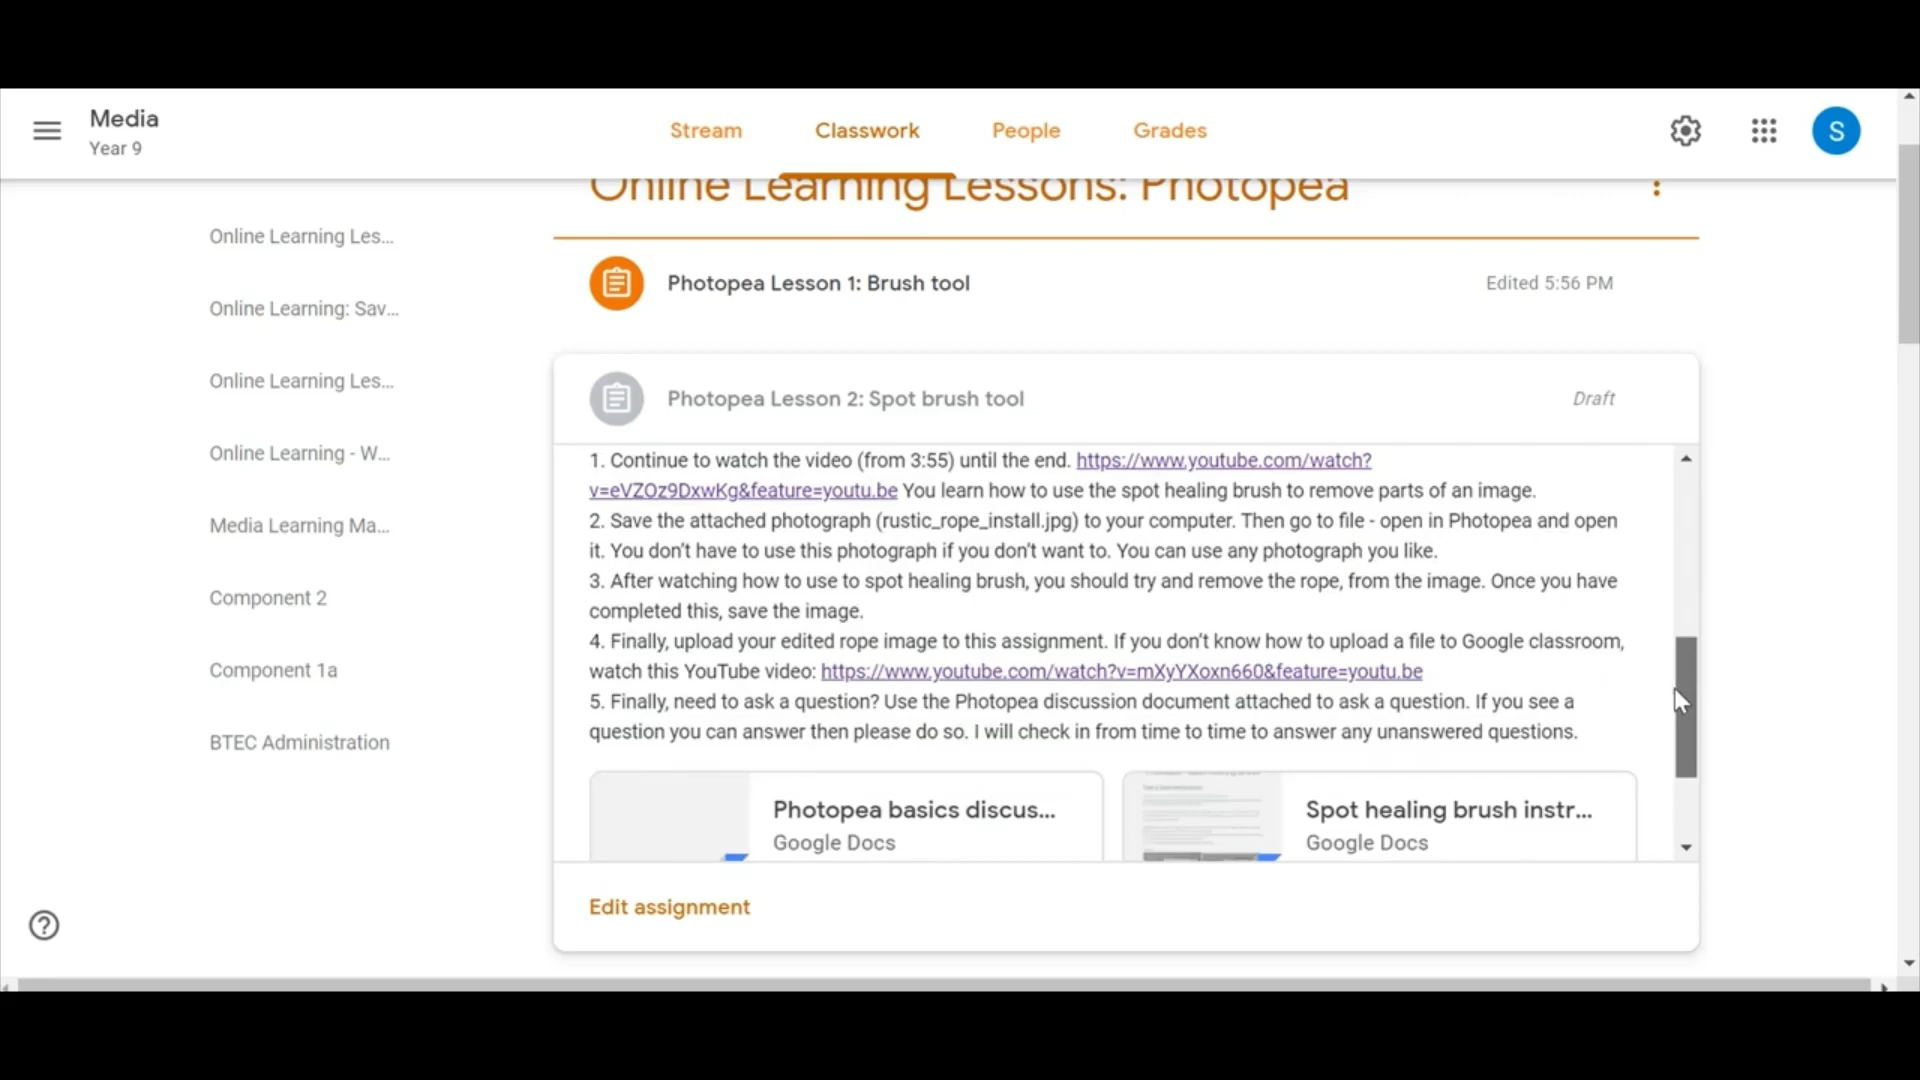 Media
Year 9
Stream
Classwork
People
Grades
S
Online Learning Lessons: Photopea
Online Learning Les...
Online Learning: Sav...
Online Learning Les...
Online Learning - W...
Media Learning Ma...
Component 2
Component 1a
BTEC Administration
Photopea Lesson 1: Brush tool
Edited 5:56 PM
Photopea Lesson 2: Spot brush tool
Draft
1. Continue to watch the video (from 3:55) until the end. https://www.youtube.com/watch?
v=eVZOz9DxwKg&feature=youtu.be You learn how to use the spot healing brush to remove parts of an image.
2. Save the attached photograph (rustic_rope_install.jpg) to your computer. Then go to file - open in Photopea and open
it. You don't have to use this photograph if you don't want to. You can use any photograph you like.
3. After watching how to use to spot healing brush, you should try and remove the rope, from the image. Once you have
completed this, save the image.
4. Finally, upload your edited rope image to this assignment. If you don't know how to upload a file to Google classroom,
watch this YouTube video: https://www.youtube.com/watch?v=mXyYXoxn660&feature=youtu.be
5. Finally, need to ask a question? Use the Photopea discussion document attached to ask a question. If you see a
question you can answer then please do so. I will check in from time to time to answer any unanswered questions.
Photopea basics discus...
Google Docs
Spot healing brush instr...
Google Docs
Edit assignment